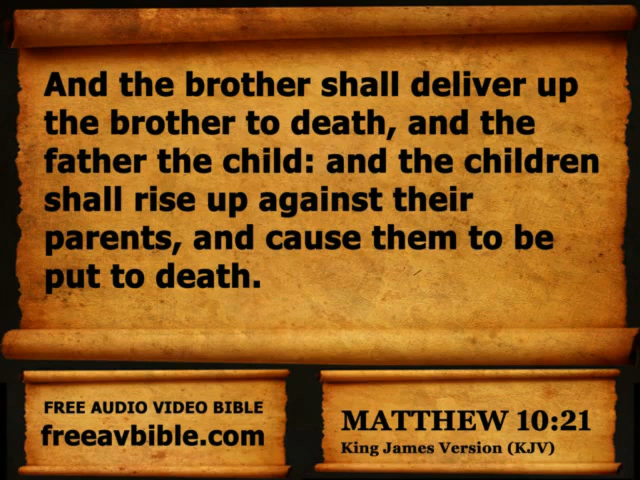 And the brother shall deliver up
the brother to death, and the
father the child: and the children
shall rise up against their
parents, and cause them to be
put to death.
FREE AUDIO VIDEO BIBLE
freeavbible.com
MATTHEW 10:21
King James Version (KJV)